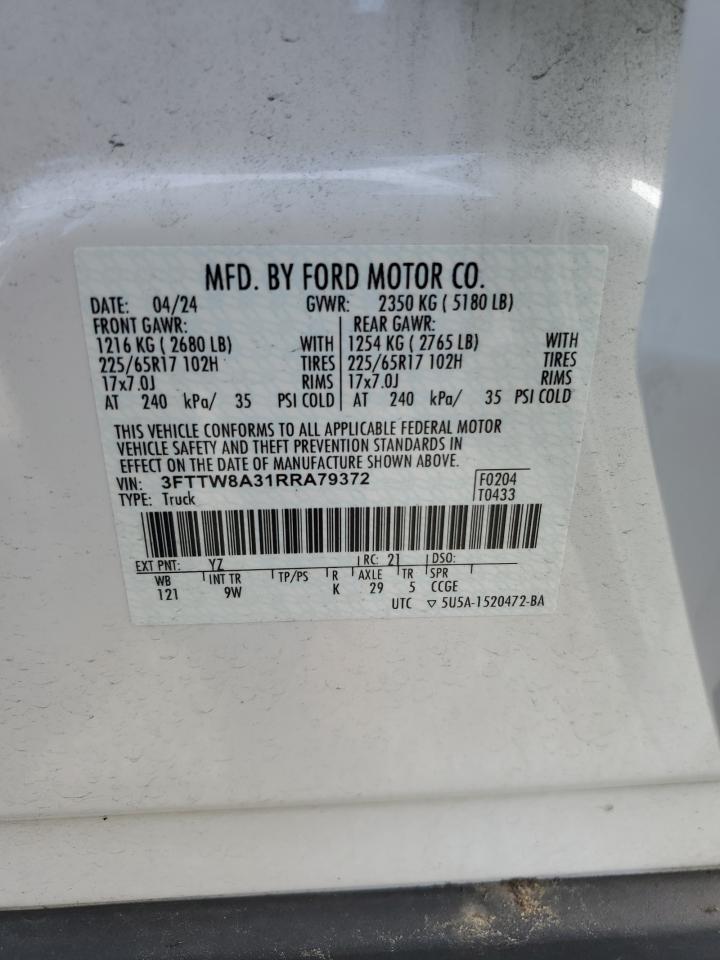 MFD. BY FORD MOTOR CO.
DATE: 04/24 GVWR: 2350 KG ( 5180 LB)
FRONT GAWR: REAR GAWR:
1216 KG ( 2680 LB) WITH 1254 KG ( 2765 LB) WITH
225/65R17 102H TIRES 225/65R17 102H TIRES
17x7.0J RIMS 17x7.0J RIMS
AT 240 kPa/ 35 PSI COLD AT 240 kPa/ 35 PSI COLD
THIS VEHICLE CONFORMS TO ALL APPLICABLE FEDERAL MOTOR
VEHICLE SAFETY AND THEFT PREVENTION STANDARDS IN
EFFECT ON THE DATE OF MANUFACTURE SHOWN ABOVE.
VIN: 3FTTW8A31RRA79372 F0204
TYPE: Truck T0433
EXT PNT: YZ RC: 21 DSO:
WB INT TR TP/PS R AXLE TR SPR
121 9W K 29 5 CCGE
UTC ▽ 5U5A-1520472-BA